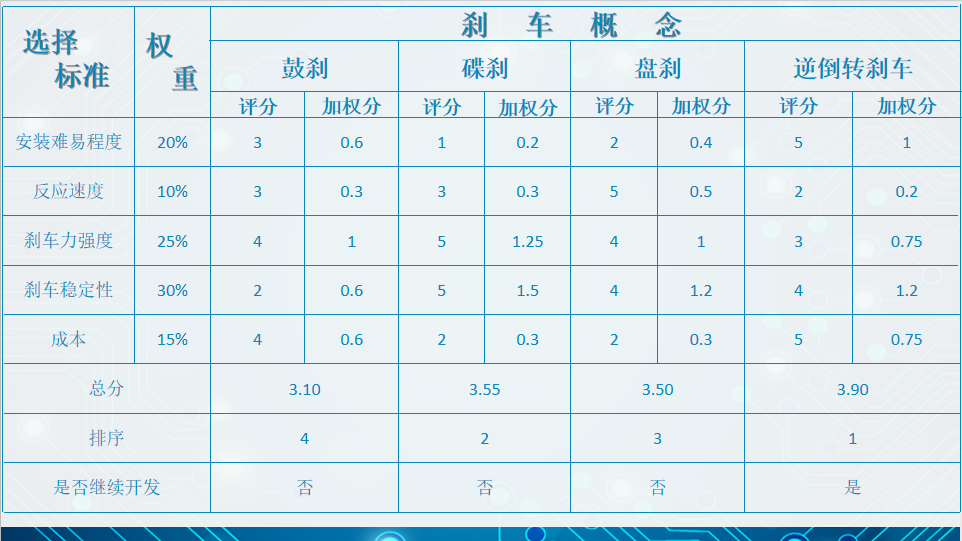 刹 车 概 念
选择
标准
权
重
鼓刹 碟刹 盘刹 逆倒转刹车
评分 加权分 评分 加权分 评分 加权分 评分 加权分
安装难易程度 20% 3 0.6 1 0.2 2 0.4 5 1
反应速度 10% 3 0.3 3 0.3 5 0.5 2 0.2
刹车力强度 25% 4 1 5 1.25 4 1 3 0.75
刹车稳定性 30% 2 0.6 5 1.5 4 1.2 4 1.2
成本 15% 4 0.6 2 0.3 2 0.3 5 0.75
总分 3.10 3.55 3.50 3.90
排序 4 2 3 1
是否继续开发 否 否 否 是